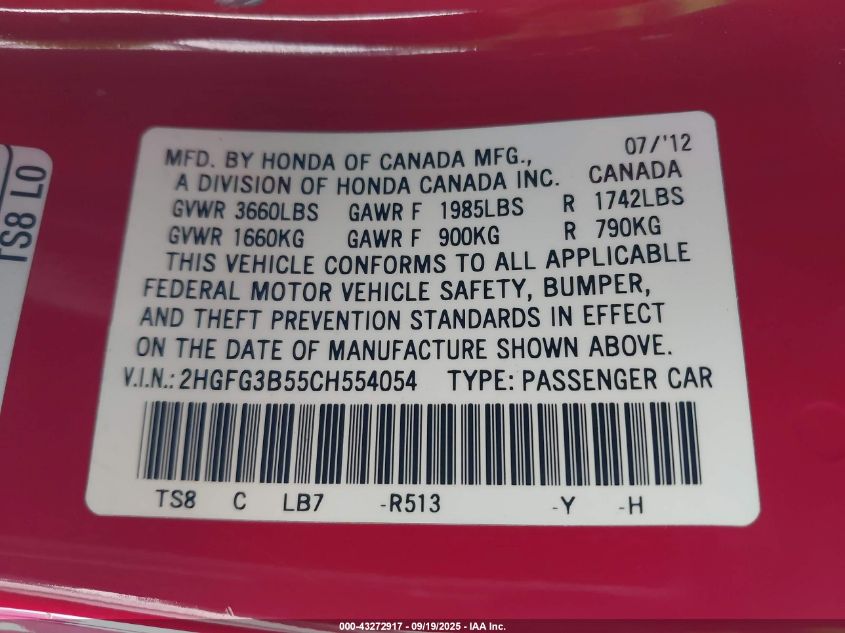 TS8 LO
07/'12
MFD. BY HONDA OF CANADA MFG.,
A DIVISION OF HONDA CANADA INC. CANADA
GVWR 3660LBS GAWR F 1985LBS R 1742LBS
GVWR 1660KG GAWR F 900KG R 790KG
THIS VEHICLE CONFORMS TO ALL APPLICABLE
FEDERAL MOTOR VEHICLE SAFETY, BUMPER,
AND THEFT PREVENTION STANDARDS IN EFFECT
ON THE DATE OF MANUFACTURE SHOWN ABOVE.
V.I.N.: 2HGFG3B55CH554054 TYPE: PASSENGER CAR
TS8 C LB7 -R513 -Y -H
000-43272917 - 09/19/2025 - IAA Inc.